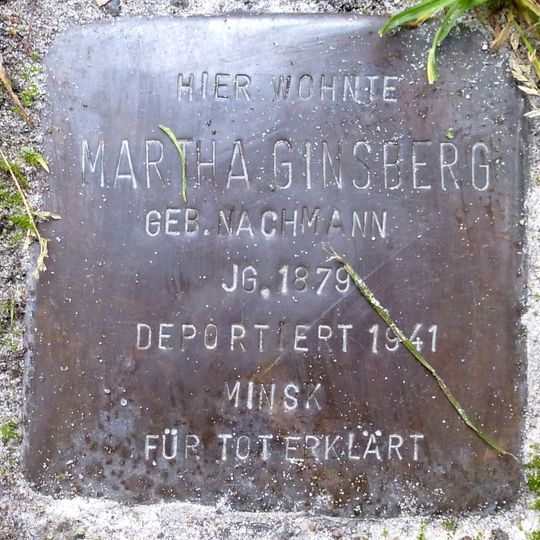 HIER WOHNTE
MARTHA GINSBERG
GEB. NACHMANN
JG. 1879
DEPORTIERT 1941
MINSK
FÜR TOT ERKLÄRT